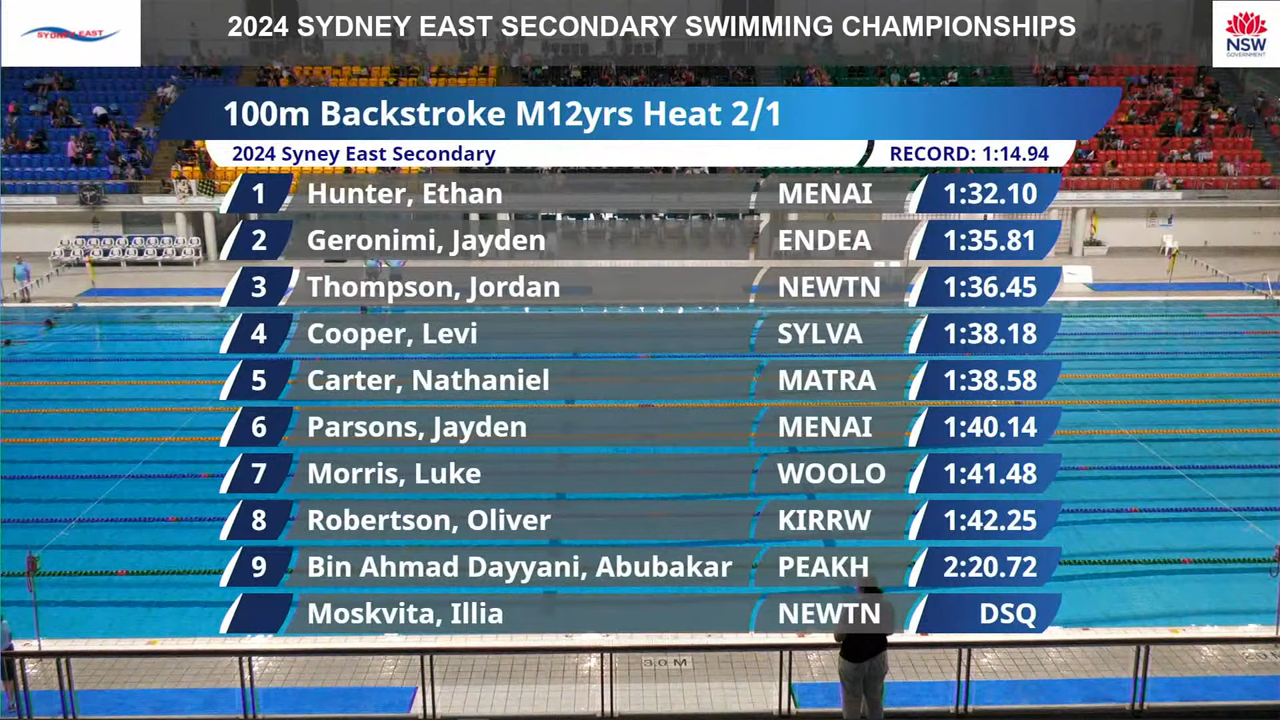 2024 SYDNEY EAST SECONDARY SWIMMING CHAMPIONSHIPS
SYDNEY EAST
NSW
GOVERNMENT
100m Backstroke M12yrs Heat 2/1
2024 Syney East Secondary RECORD: 1:14.94
1 Hunter, Ethan MENAI 1:32.10
2 Geronimi, Jayden ENDEA 1:35.81
3 Thompson, Jordan NEWTN 1:36.45
4 Cooper, Levi SYLVA 1:38.18
5 Carter, Nathaniel MATRA 1:38.58
6 Parsons, Jayden MENAI 1:40.14
7 Morris, Luke WOOLO 1:41.48
8 Robertson, Oliver KIRRW 1:42.25
9 Bin Ahmad Dayyani, Abubakar PEAKH 2:20.72
Moskvita, Illia NEWTN DSQ
3.0 M